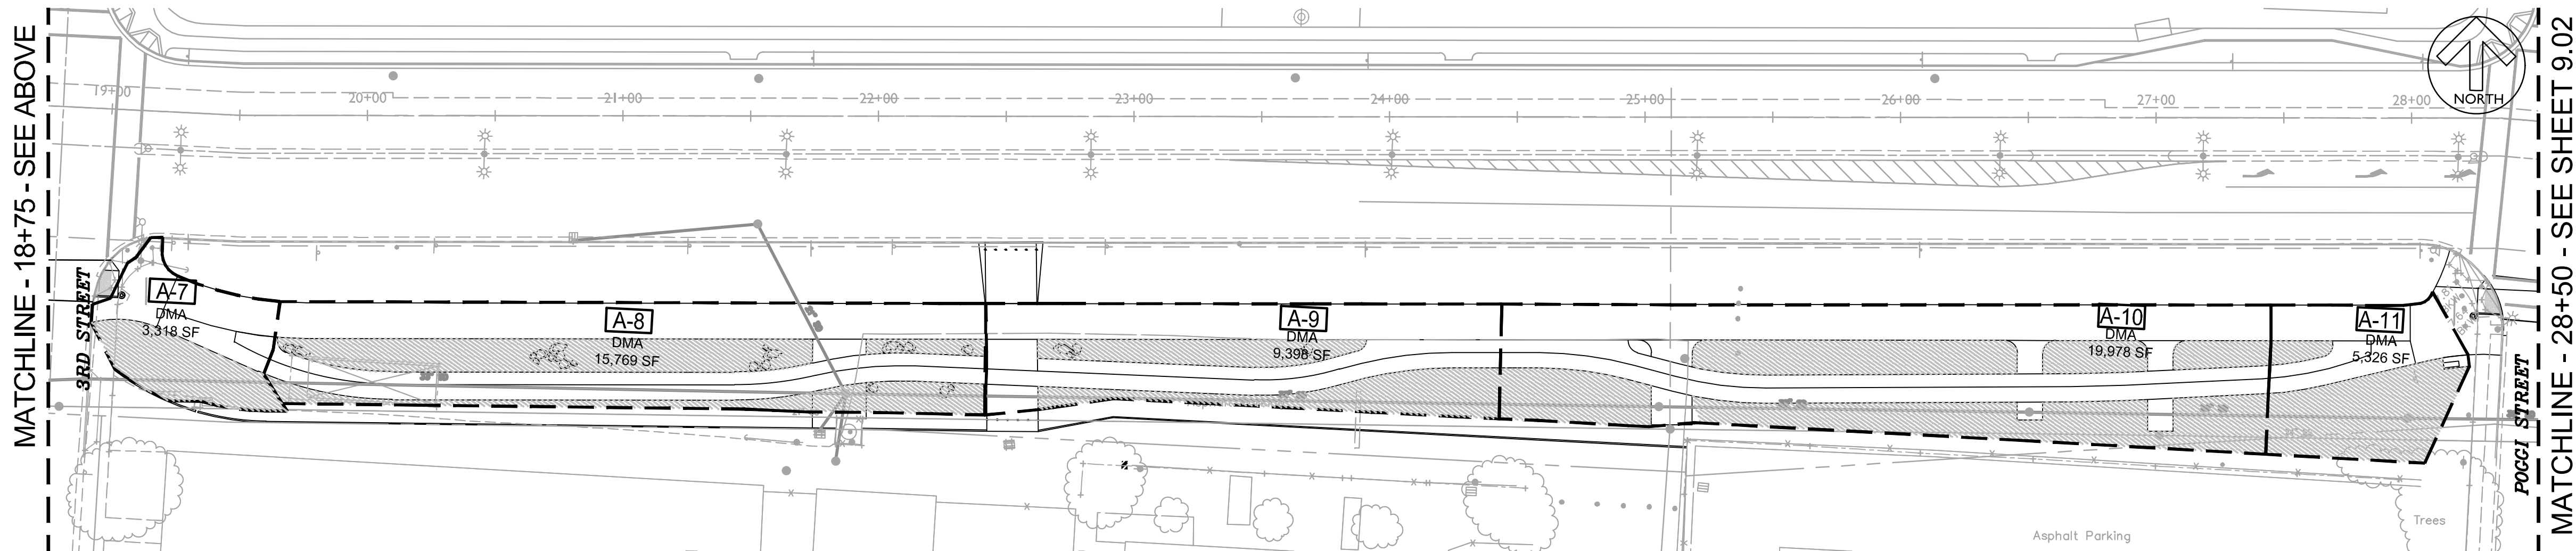 MATCHLINE - 18+75 - SEE ABOVE
19+00
20+00
21+00
22+00
23+00
24+00
25+00
26+00
27+00
28+00
NORTH
MATCHLINE - 28+50 - SEE SHEET 9.02
3RD STREET
A-7
DMA
3,318 SF
A-8
DMA
15,769 SF
A-9
DMA
9,398 SF
A-10
DMA
19,978 SF
A-11
DMA
5,326 SF
POGGI STREET
Asphalt Parking
Trees